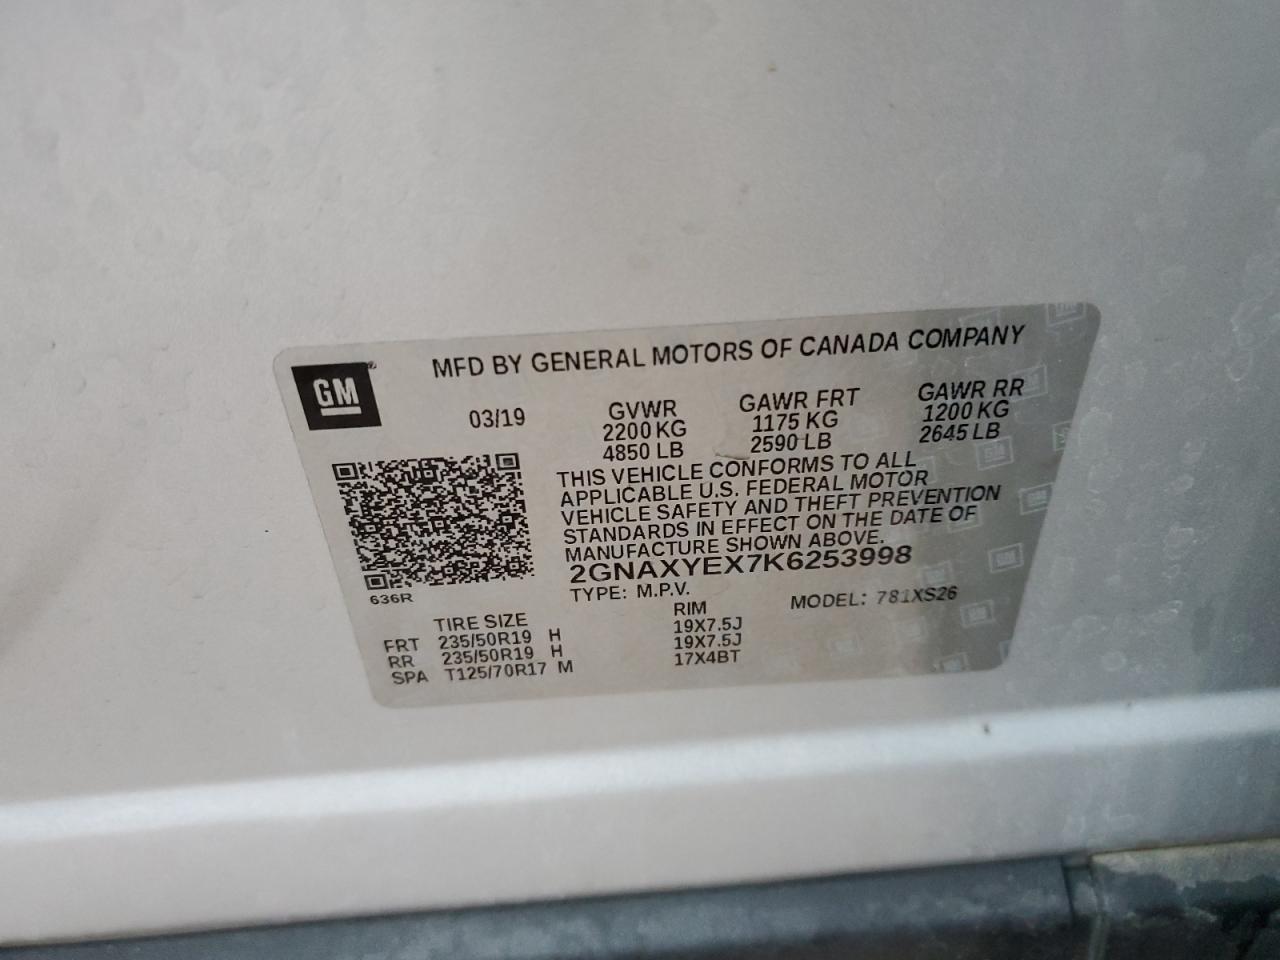 MFD BY GENERAL MOTORS OF CANADA COMPANY
GM
03/19
GVWR
2200 KG
4850 LB
GAWR FRT
1175 KG
2590 LB
GAWR RR
1200 KG
2645 LB
THIS VEHICLE CONFORMS TO ALL
APPLICABLE U.S. FEDERAL MOTOR
VEHICLE SAFETY AND THEFT PREVENTION
STANDARDS IN EFFECT ON THE DATE OF
MANUFACTURE SHOWN ABOVE.
2GNAXYEX7K6253998
636R
TYPE: M.P.V. MODEL: 781XS26
TIRE SIZE RIM
FRT 235/50R19 H 19X7.5J
RR 235/50R19 H 19X7.5J
SPA T125/70R17 M 17X4BT